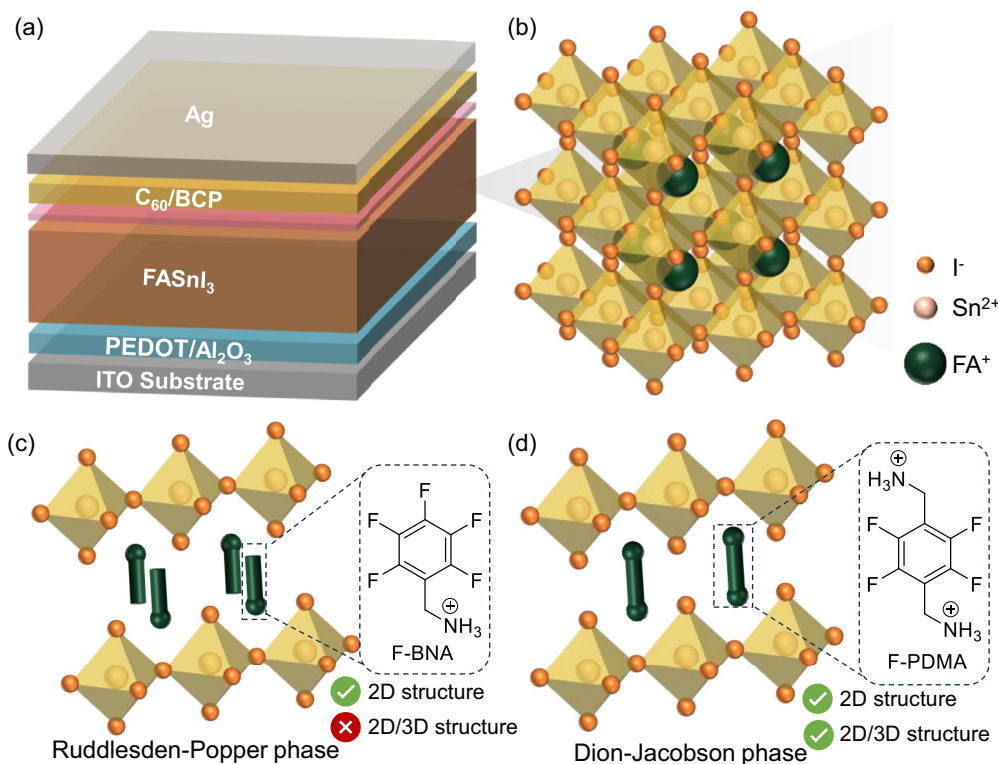 (a)
Ag
C₆₀/BCP
FASnI₃
PEDOT/Al₂O₃
ITO Substrate
(b)
I⁻
Sn²⁺
FA⁺
(c)
F
F F
F F
⊕
NH₃
F-BNA
2D structure
2D/3D structure
Ruddlesden-Popper phase
(d)
⊕
H₃N
F F
F F
⊕
NH₃
F-PDMA
2D structure
2D/3D structure
Dion-Jacobson phase